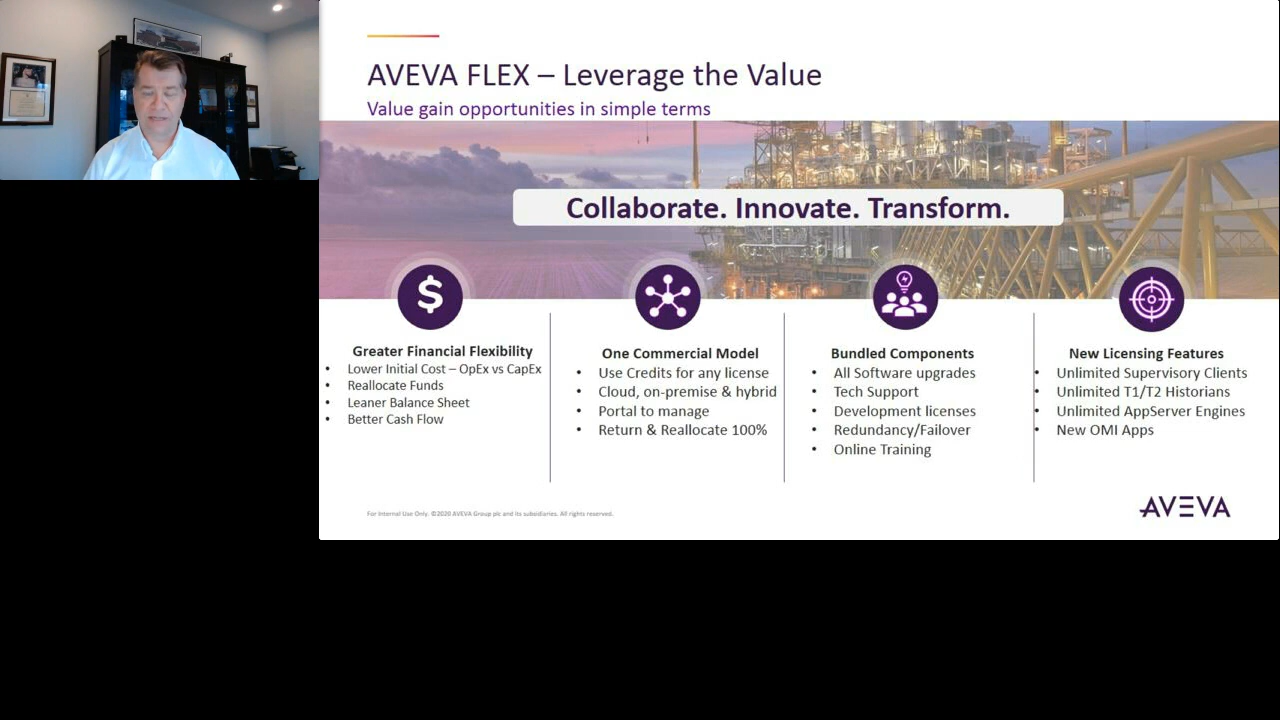 AVEVA FLEX – Leverage the Value
Value gain opportunities in simple terms
Collaborate. Innovate. Transform.
Greater Financial Flexibility
• Lower Initial Cost – OpEx vs CapEx
• Reallocate Funds
• Leaner Balance Sheet
• Better Cash Flow
One Commercial Model
• Use Credits for any license
• Cloud, on-premise & hybrid
• Portal to manage
• Return & Reallocate 100%
Bundled Components
• All Software upgrades
• Tech Support
• Development licenses
• Redundancy/Failover
• Online Training
New Licensing Features
• Unlimited Supervisory Clients
• Unlimited T1/T2 Historians
• Unlimited AppServer Engines
• New OMI Apps
For Internal Use Only. ©2020 AVEVA Group plc and its subsidiaries. All rights reserved.
AVEVA